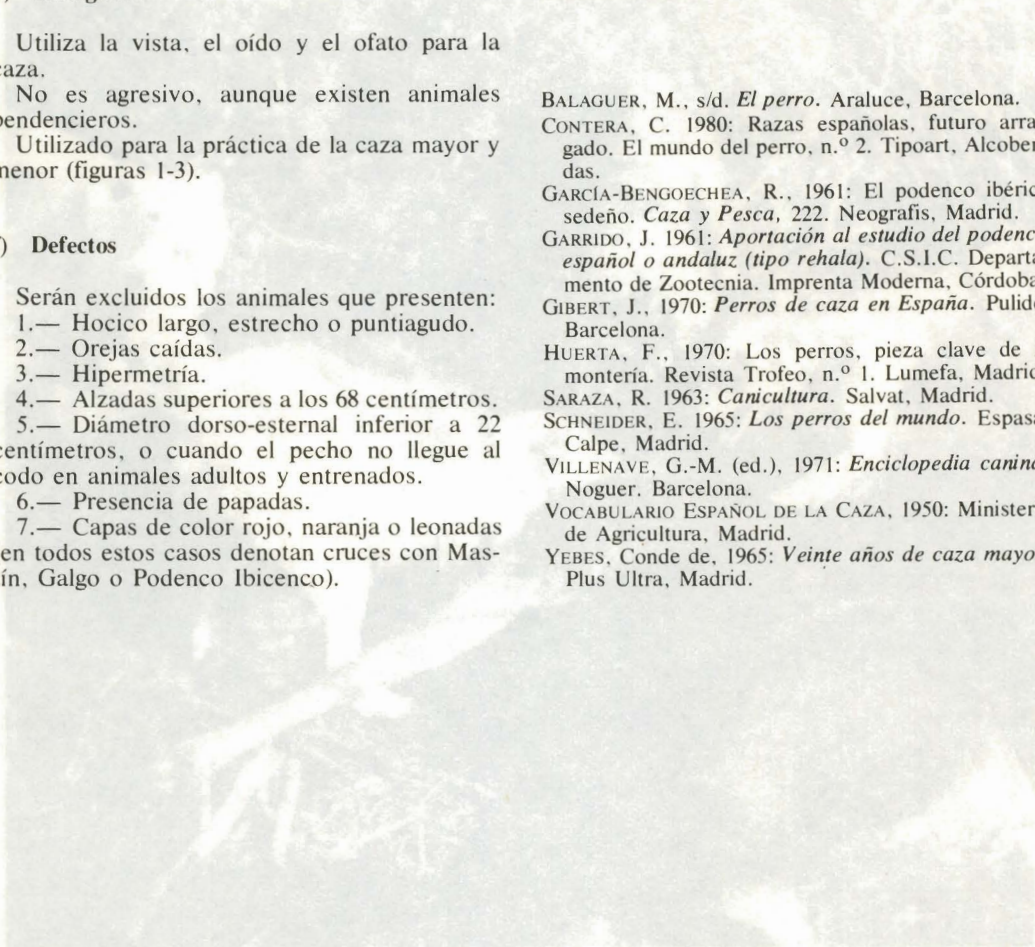 Utiliza la vista, el oído y el ofato para la
caza.
No es agresivo, aunque existen animales
pendencieros.
Utilizado para la práctica de la caza mayor y
menor (figuras 1-3).
) Defectos
Serán excluidos los animales que presenten:
1.— Hocico largo, estrecho o puntiagudo.
2.— Orejas caídas.
3.— Hipermetría.
4.— Alzadas superiores a los 68 centímetros.
5.— Diámetro dorso-esternal inferior a 22
centímetros, o cuando el pecho no llegue al
codo en animales adultos y entrenados.
6.— Presencia de papadas.
7.— Capas de color rojo, naranja o leonadas
en todos estos casos denotan cruces con Mas-
ín, Galgo o Podenco Ibicenco).
BALAGUER, M., s/d. El perro. Araluce, Barcelona.
CONTERA, C. 1980: Razas españolas, futuro arra
gado. El mundo del perro, n.º 2. Tipoart, Alcoben
das.
GARCÍA-BENGOECHEA, R., 1961: El podenco ibéric
sedeño. Caza y Pesca, 222. Neografis, Madrid.
GARRIDO, J. 1961: Aportación al estudio del podenc
español o andaluz (tipo rehala). C.S.I.C. Departa
mento de Zootecnia. Imprenta Moderna, Córdoba
GIBERT, J., 1970: Perros de caza en España. Pulid
Barcelona.
HUERTA, F., 1970: Los perros, pieza clave de
montería. Revista Trofeo, n.º 1. Lumefa, Madrid
SARAZA, R. 1963: Canicultura. Salvat, Madrid.
SCHNEIDER, E. 1965: Los perros del mundo. Espasa
Calpe, Madrid.
VILLENAVE, G.-M. (ed.), 1971: Enciclopedia canina
Noguer. Barcelona.
VOCABULARIO ESPAÑOL DE LA CAZA, 1950: Minister
de Agricultura, Madrid.
YEBES, Conde de, 1965: Veinte años de caza mayo
Plus Ultra, Madrid.